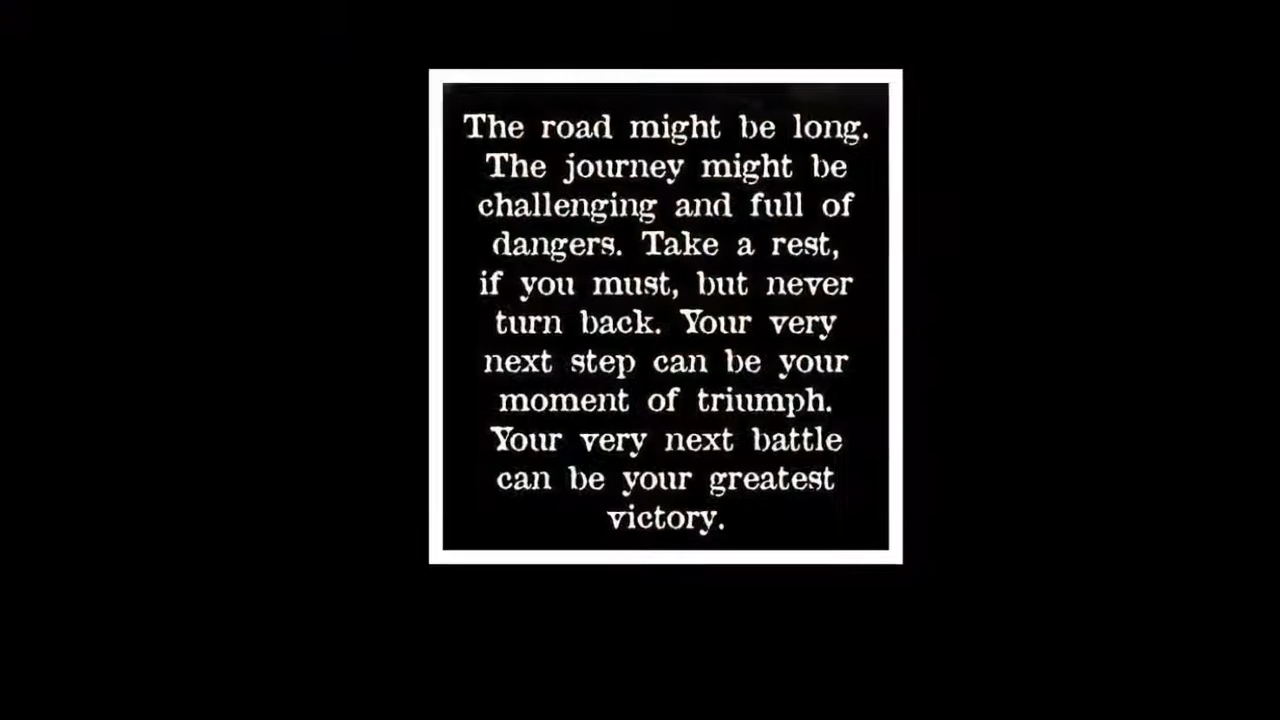 The road might be long.
The journey might be
challenging and full of
dangers. Take a rest,
if you must, but never
turn back. Your very
next step can be your
moment of triumph.
Your very next battle
can be your greatest
victory.